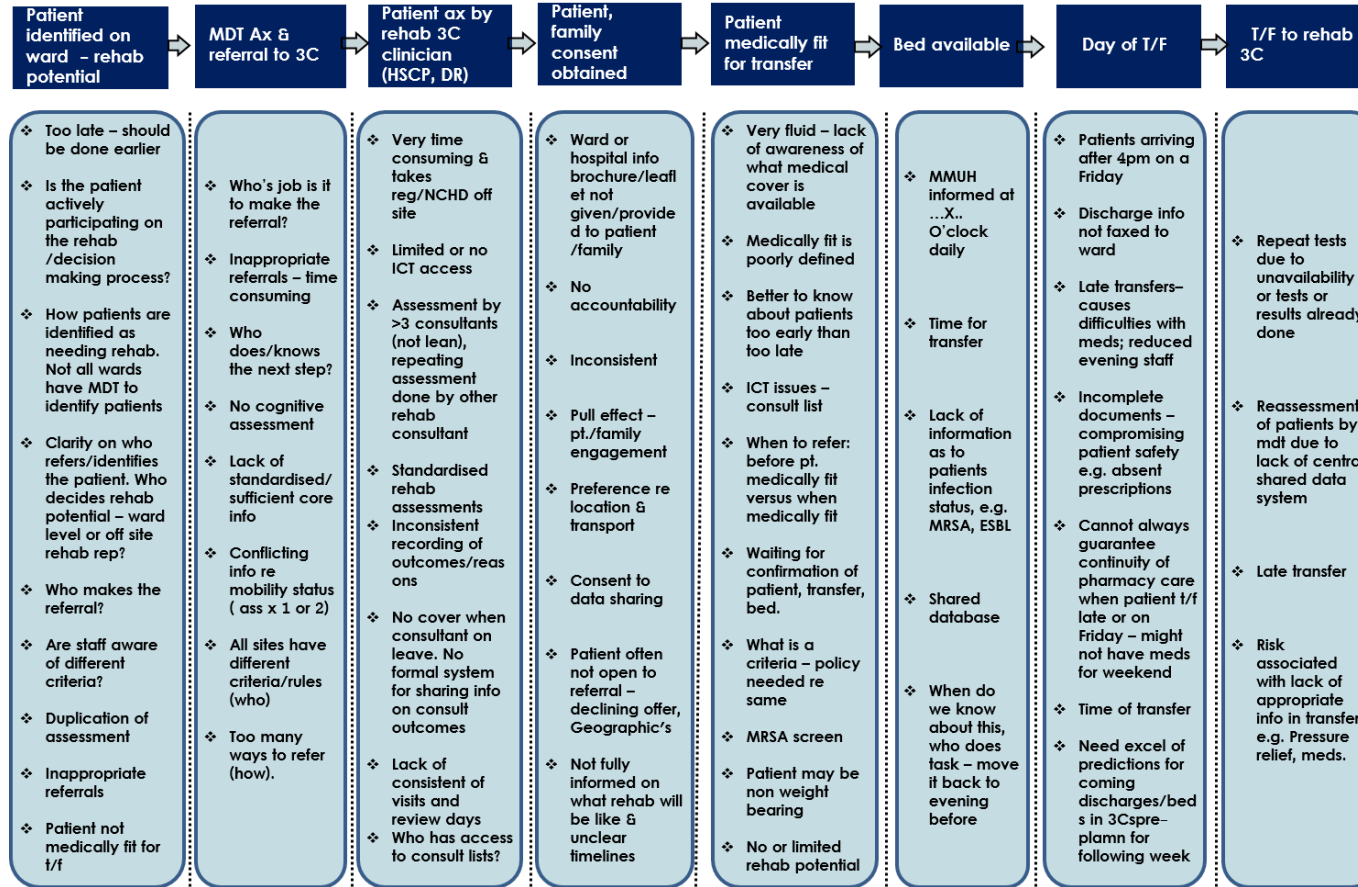 Patient
identified on
ward – rehab
potential
MDT Ax &
referral to 3C
Patient ax by
rehab 3C
clinician
(HSCP, DR)
Patient,
family
consent
obtained
Patient
medically fit
for transfer
Bed available
Day of T/F
T/F to rehab
3C
❖ Too late – should
be done earlier
❖ Is the patient
actively
participating on
the rehab
/decision
making process?
❖ How patients are
identified as
needing rehab.
Not all wards
have MDT to
identify patients
❖ Clarity on who
refers/identifies
the patient. Who
decides rehab
potential – ward
level or off site
rehab rep?
❖ Who makes the
referral?
❖ Are staff aware
of different
criteria?
❖ Duplication of
assessment
❖ Inappropriate
referrals
❖ Patient not
medically fit for
t/f
❖ Who's job is it
to make the
referral?
❖ Inappropriate
referrals – time
consuming
❖ Who
does/knows
the next step?
❖ No cognitive
assessment
❖ Lack of
standardised/
sufficient core
info
❖ Conflicting
info re
mobility status
( ass x 1 or 2)
❖ All sites have
different
criteria/rules
(who)
❖ Too many
ways to refer
(how).
❖ Very time
consuming &
takes
reg/NCHD off
site
❖ Limited or no
ICT access
❖ Assessment by
>3 consultants
(not lean),
repeating
assessment
done by other
rehab
consultant
❖ Standardised
rehab
assessments
❖ Inconsistent
recording of
outcomes/reas
ons
❖ No cover when
consultant on
leave. No
formal system
for sharing info
on consult
outcomes
❖ Lack of
consistent of
visits and
review days
❖ Who has access
to consult lists?
❖ Ward or
hospital info
brochure/leafl
et not
given/provide
d to patient
/family
❖ No
accountability
❖ Inconsistent
❖ Pull effect –
pt./family
engagement
❖ Preference re
location &
transport
❖ Consent to
data sharing
❖ Patient often
not open to
referral –
declining offer,
Geographic's
❖ Not fully
informed on
what rehab will
be like &
unclear
timelines
❖ Very fluid – lack
of awareness of
what medical
cover is
available
❖ Medically fit is
poorly defined
❖ Better to know
about patients
too early than
too late
❖ ICT issues –
consult list
❖ When to refer:
before pt.
medically fit
versus when
medically fit
❖ Waiting for
confirmation of
patient, transfer,
bed.
❖ What is a
criteria – policy
needed re
same
❖ MRSA screen
❖ Patient may be
non weight
bearing
❖ No or limited
rehab potential
❖ MMUH
informed at
...X..
O'clock
daily
❖ Time for
transfer
❖ Lack of
information
as to
patients
infection
status, e.g.
MRSA, ESBL
❖ Shared
database
❖ When do
we know
about this,
who does
task – move
it back to
evening
before
❖ Patients arriving
after 4pm on a
Friday
❖ Discharge info
not faxed to
ward
❖ Late transfers–
causes
difficulties with
meds; reduced
evening staff
❖ Incomplete
documents –
compromising
patient safety
e.g. absent
prescriptions
❖ Cannot always
guarantee
continuity of
pharmacy care
when patient t/f
late or on
Friday – might
not have meds
for weekend
❖ Time of transfer
❖ Need excel of
predictions for
coming
discharges/bed
s in 3Cspre–
plamn for
following week
❖ Repeat tests
due to
unavailability
or tests or
results already
done
❖ Reassessment
of patients by
mdt due to
lack of central
shared data
system
❖ Late transfer
❖ Risk
associated
with lack of
appropriate
info in transfer
e.g. Pressure
relief, meds.